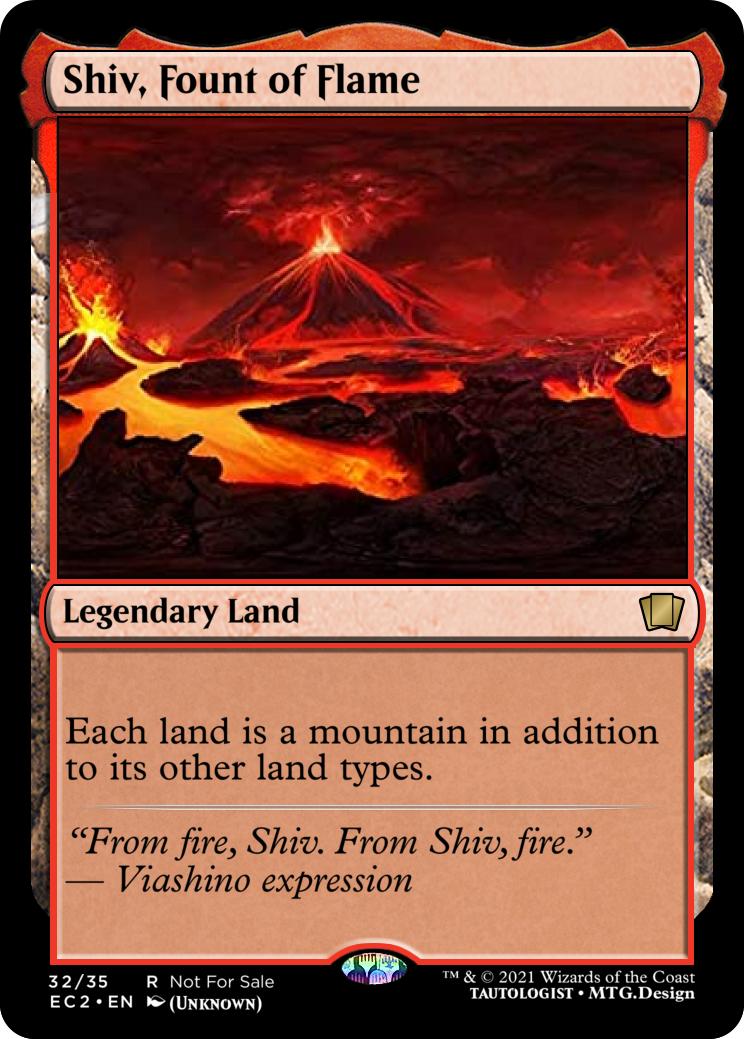 Shiv, Fount of Flame
Legendary Land
Each land is a mountain in addition
to its other land types.
“From fire, Shiv. From Shiv, fire.”
— Viashino expression
32/35 R Not For Sale
EC2 • EN (Unknown)
™ & © 2021 Wizards of the Coast
TAUTOLOGIST • MTG.Design